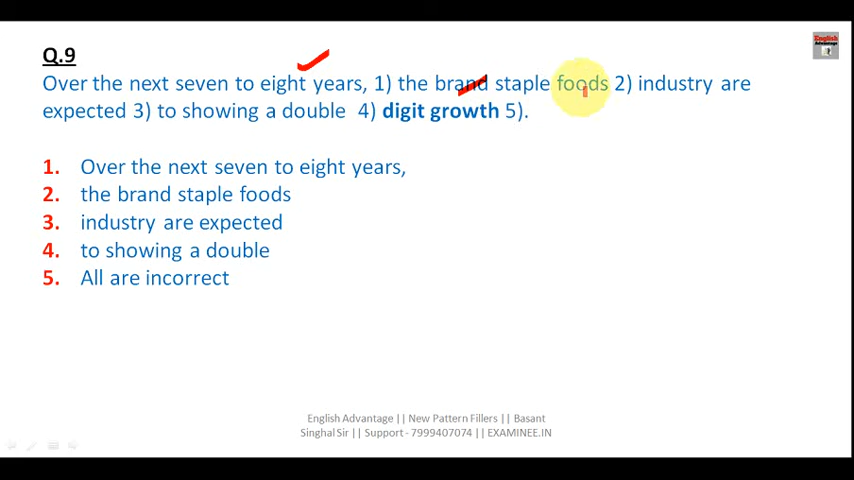 English
Advantage
Q.9
Over the next seven to eight years, 1) the brand staple foods 2) industry are
expected 3) to showing a double 4) digit growth 5).
1. Over the next seven to eight years,
2. the brand staple foods
3. industry are expected
4. to showing a double
5. All are incorrect
English Advantage || New Pattern Fillers || Basant
Singhal Sir || Support - 7999407074 || EXAMINEE.IN